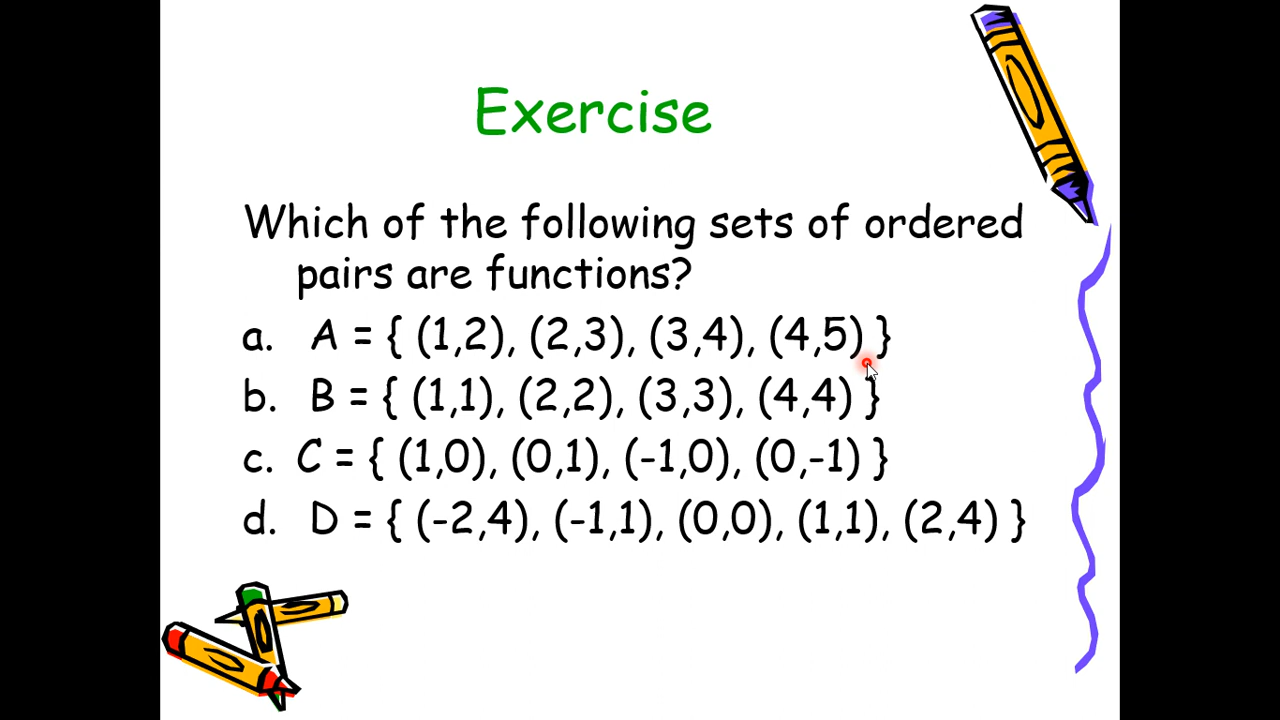 Exercise
Which of the following sets of ordered
pairs are functions?
a. A = { (1,2), (2,3), (3,4), (4,5) }
b. B = { (1,1), (2,2), (3,3), (4,4) }
c. C = { (1,0), (0,1), (-1,0), (0,-1) }
d. D = { (-2,4), (-1,1), (0,0), (1,1), (2,4) }